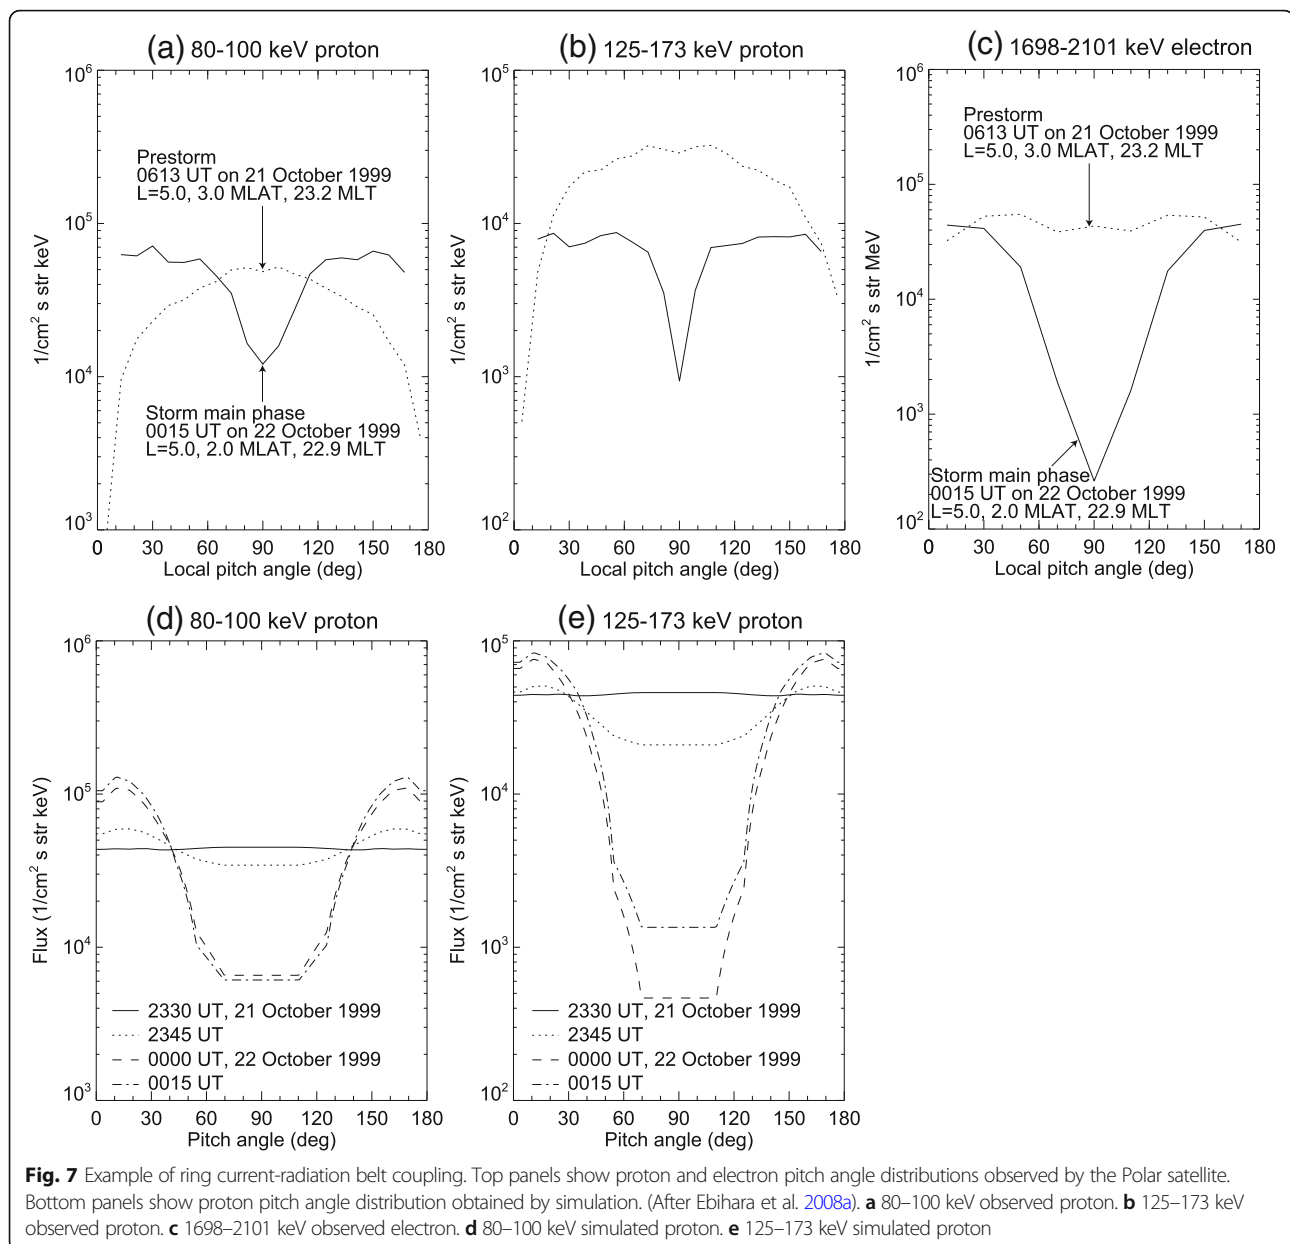 (a) 80-100 keV proton
10^6
10^5
10^4
10^3
1/cm^2 s str keV
Prestorm
0613 UT on 21 October 1999
L=5.0, 3.0 MLAT, 23.2 MLT
Storm main phase
0015 UT on 22 October 1999
L=5.0, 2.0 MLAT, 22.9 MLT
0 30 60 90 120 150 180
Local pitch angle (deg)
(b) 125-173 keV proton
10^5
10^4
10^3
10^2
1/cm^2 s str keV
0 30 60 90 120 150 180
Local pitch angle (deg)
(c) 1698-2101 keV electron
10^6
10^5
10^4
10^3
10^2
1/cm^2 s str MeV
Prestorm
0613 UT on 21 October 1999
L=5.0, 3.0 MLAT, 23.2 MLT
Storm main phase
0015 UT on 22 October 1999
L=5.0, 2.0 MLAT, 22.9 MLT
0 30 60 90 120 150 180
Local pitch angle (deg)
(d) 80-100 keV proton
10^6
10^5
10^4
10^3
Flux (1/cm^2 s str keV)
2330 UT, 21 October 1999
2345 UT
0000 UT, 22 October 1999
0015 UT
0 30 60 90 120 150 180
Pitch angle (deg)
(e) 125-173 keV proton
10^5
10^4
10^3
10^2
Flux (1/cm^2 s str keV)
2330 UT, 21 October 1999
2345 UT
0000 UT, 22 October 1999
0015 UT
0 30 60 90 120 150 180
Pitch angle (deg)
Fig. 7 Example of ring current-radiation belt coupling. Top panels show proton and electron pitch angle distributions observed by the Polar satellite.
Bottom panels show proton pitch angle distribution obtained by simulation. (After Ebihara et al. 2008a). a 80–100 keV observed proton. b 125–173 keV
observed proton. c 1698–2101 keV observed electron. d 80–100 keV simulated proton. e 125–173 keV simulated proton